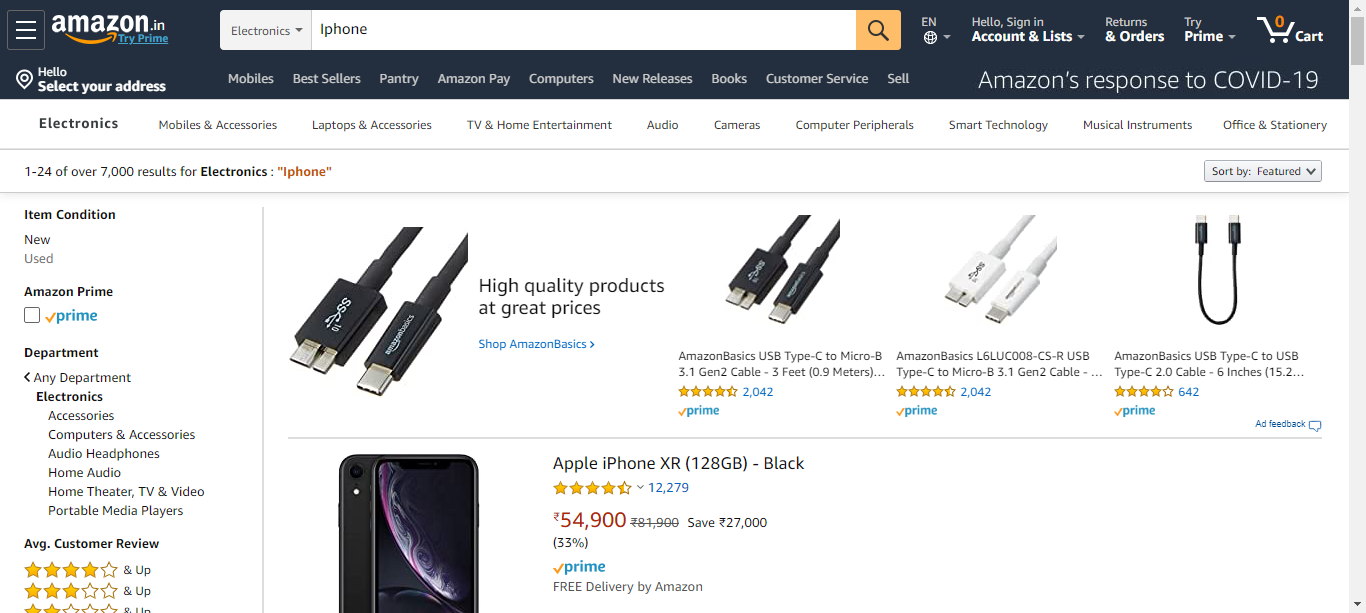 amazon.in
Try Prime
Electronics
Iphone
EN
Hello, Sign in
Account & Lists
Returns
& Orders
Try
Prime
0
Cart
Hello
Select your address
Mobiles Best Sellers Pantry Amazon Pay Computers New Releases Books Customer Service Sell
Amazon's response to COVID-19
Electronics Mobiles & Accessories Laptops & Accessories TV & Home Entertainment Audio Cameras Computer Peripherals Smart Technology Musical Instruments Office & Stationery
1-24 of over 7,000 results for Electronics : "Iphone"
Sort by: Featured
Item Condition
New
Used
Amazon Prime
prime
Department
Any Department
Electronics
Accessories
Computers & Accessories
Audio Headphones
Home Audio
Home Theater, TV & Video
Portable Media Players
Avg. Customer Review
& Up
& Up
& Up
SS 10
amazonbasics
High quality products
at great prices
Shop AmazonBasics
AmazonBasics USB Type-C to Micro-B
3.1 Gen2 Cable - 3 Feet (0.9 Meters)...
2,042
prime
AmazonBasics L6LUC008-CS-R USB
Type-C to Micro-B 3.1 Gen2 Cable - ...
2,042
prime
AmazonBasics USB Type-C to USB
Type-C 2.0 Cable - 6 Inches (15.2...
642
prime
Ad feedback
Apple iPhone XR (128GB) - Black
12,279
₹54,900 ₹81,900 Save ₹27,000
(33%)
prime
FREE Delivery by Amazon